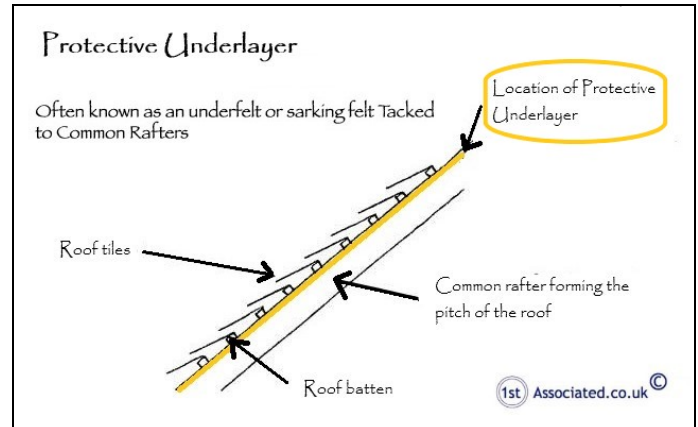 Protective Underlayer
Location of Protective
Underlayer
Often known as an underfelt or sarking felt Tacked
to Common Rafters
Roof tiles
Common rafter forming the
pitch of the roof
Roof batten
1st Associated.co.uk ©